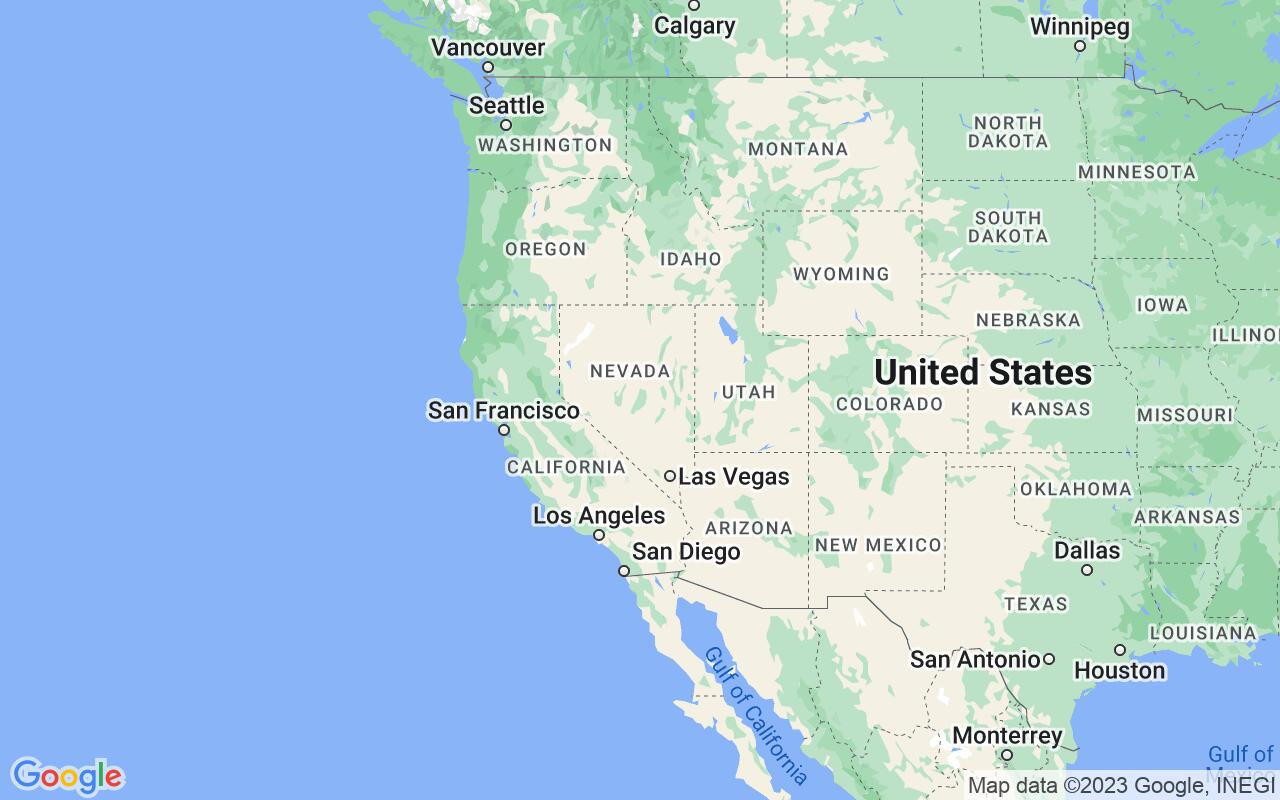 Calgary
Winnipeg
Vancouver
Seattle
WASHINGTON
MONTANA
NORTH
DAKOTA
MINNESOTA
SOUTH
DAKOTA
OREGON
IDAHO
WYOMING
IOWA
NEBRASKA
ILLINO
NEVADA
United States
UTAH
COLORADO
KANSAS
MISSOURI
San Francisco
CALIFORNIA
Las Vegas
OKLAHOMA
ARKANSAS
Los Angeles
ARIZONA
NEW MEXICO
San Diego
Dallas
TEXAS
LOUISIANA
San Antonio
Houston
Gulf of California
Monterrey
Gulf of
Mexico
Google
Map data ©2023 Google, INEGI